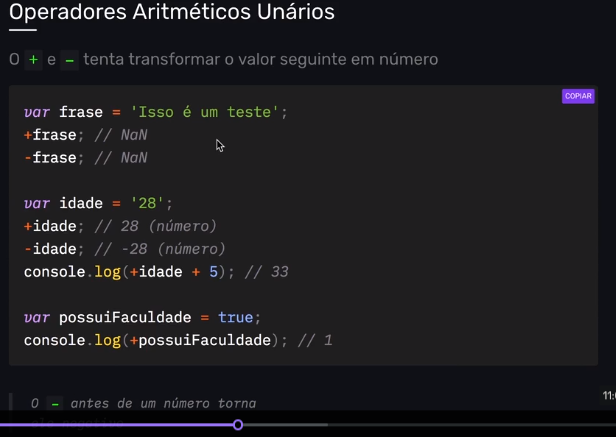 Operadores Aritméticos Unários
O + e - tenta transformar o valor seguinte em número
COPIAR
var frase = 'Isso é um teste';
+frase; // NaN
-frase; // NaN
var idade = '28';
+idade; // 28 (número)
-idade; // -28 (número)
console.log(+idade + 5); // 33
var possuiFaculdade = true;
console.log(+possuiFaculdade); // 1
O - antes de um número torna